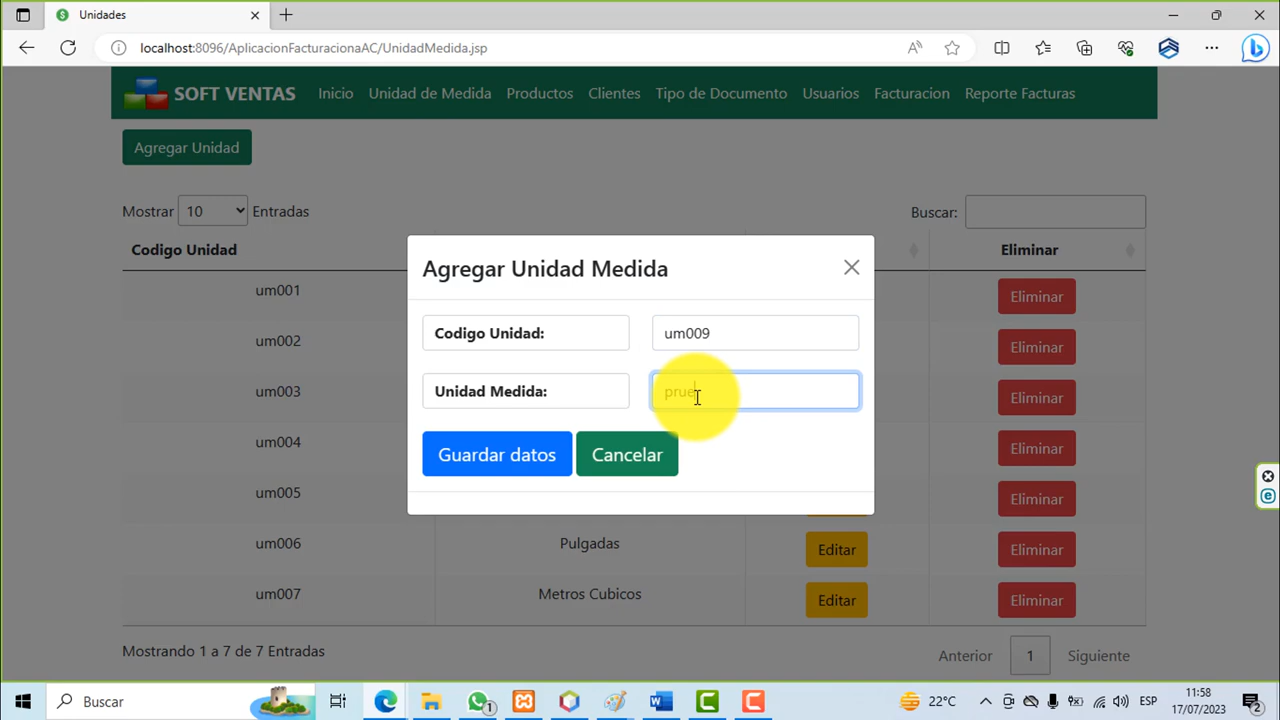 Unidades
localhost:8096/AplicacionFacturacionaAC/UnidadMedida.jsp
SOFT VENTAS Inicio Unidad de Medida Productos Clientes Tipo de Documento Usuarios Facturacion Reporte Facturas
Agregar Unidad
Mostrar 10 Entradas Buscar:
Codigo Unidad Eliminar
Agregar Unidad Medida
um001 Eliminar
Codigo Unidad: um009
um002 Eliminar
um003 Eliminar
Unidad Medida: prue
um004 Eliminar
Guardar datos Cancelar
um005 Eliminar
um006 Pulgadas Editar Eliminar
um007 Metros Cubicos Editar Eliminar
Mostrando 1 a 7 de 7 Entradas Anterior 1 Siguiente
Buscar 1 22°C ESP 11:58
17/07/2023 2